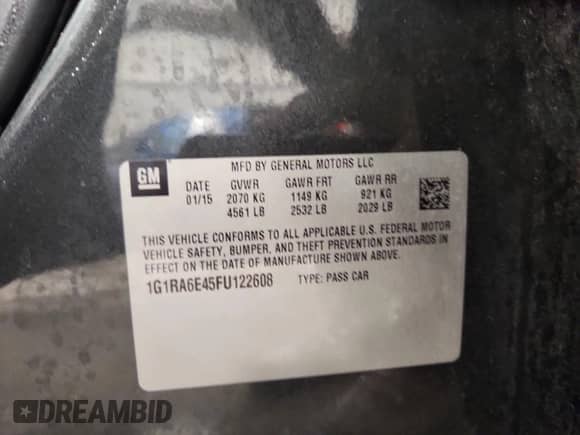 GM
MFD BY GENERAL MOTORS LLC
DATE GVWR GAWR FRT GAWR RR
01/15 2070 KG 1149 KG 921 KG
4561 LB 2532 LB 2029 LB
THIS VEHICLE CONFORMS TO ALL APPLICABLE U.S. FEDERAL MOTOR
VEHICLE SAFETY, BUMPER, AND THEFT PREVENTION STANDARDS IN
EFFECT ON THE DATE OF MANUFACTURE SHOWN ABOVE.
1G1RA6E45FU122608 TYPE: PASS CAR
DREAMBID